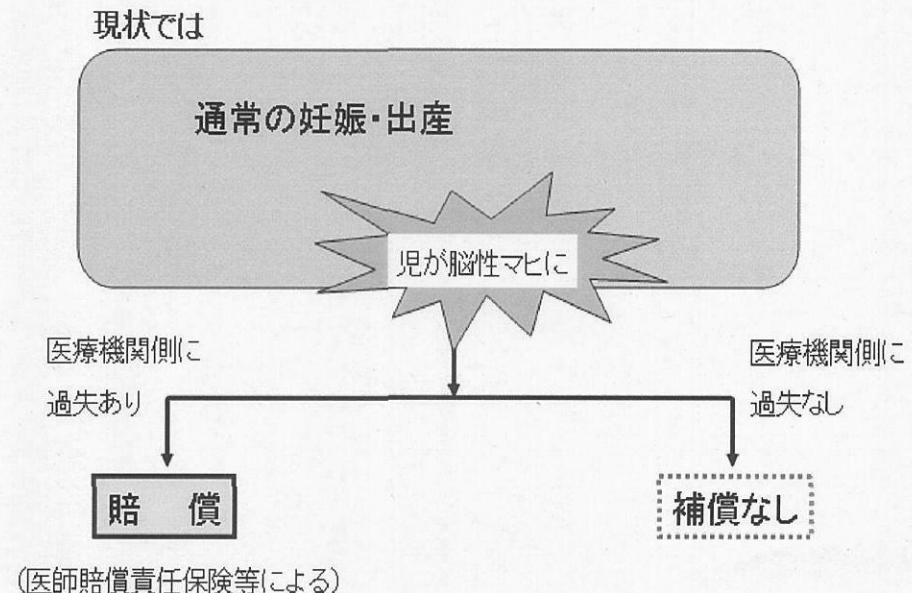 現状では
通常の妊娠・出産
児が脳性マヒに
医療機関側に
過失あり
医療機関側に
過失なし
賠　償
補償なし
(医師賠償責任保険等による)